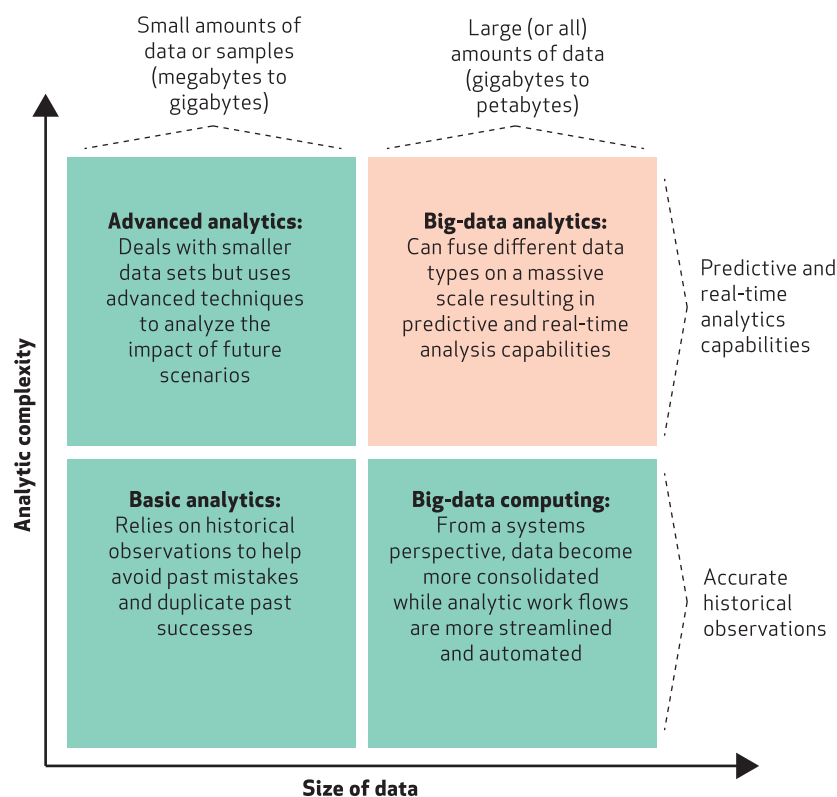 Small amounts of
data or samples
(megabytes to
gigabytes)
Large (or all)
amounts of data
(gigabytes to
petabytes)
Advanced analytics:
Deals with smaller
data sets but uses
advanced techniques
to analyze the
impact of future
scenarios
Big-data analytics:
Can fuse different data
types on a massive
scale resulting in
predictive and real-time
analysis capabilities
Predictive and
real-time
analytics
capabilities
Analytic complexity
Basic analytics:
Relies on historical
observations to help
avoid past mistakes
and duplicate past
successes
Big-data computing:
From a systems
perspective, data become
more consolidated
while analytic work flows
are more streamlined
and automated
Accurate
historical
observations
Size of data